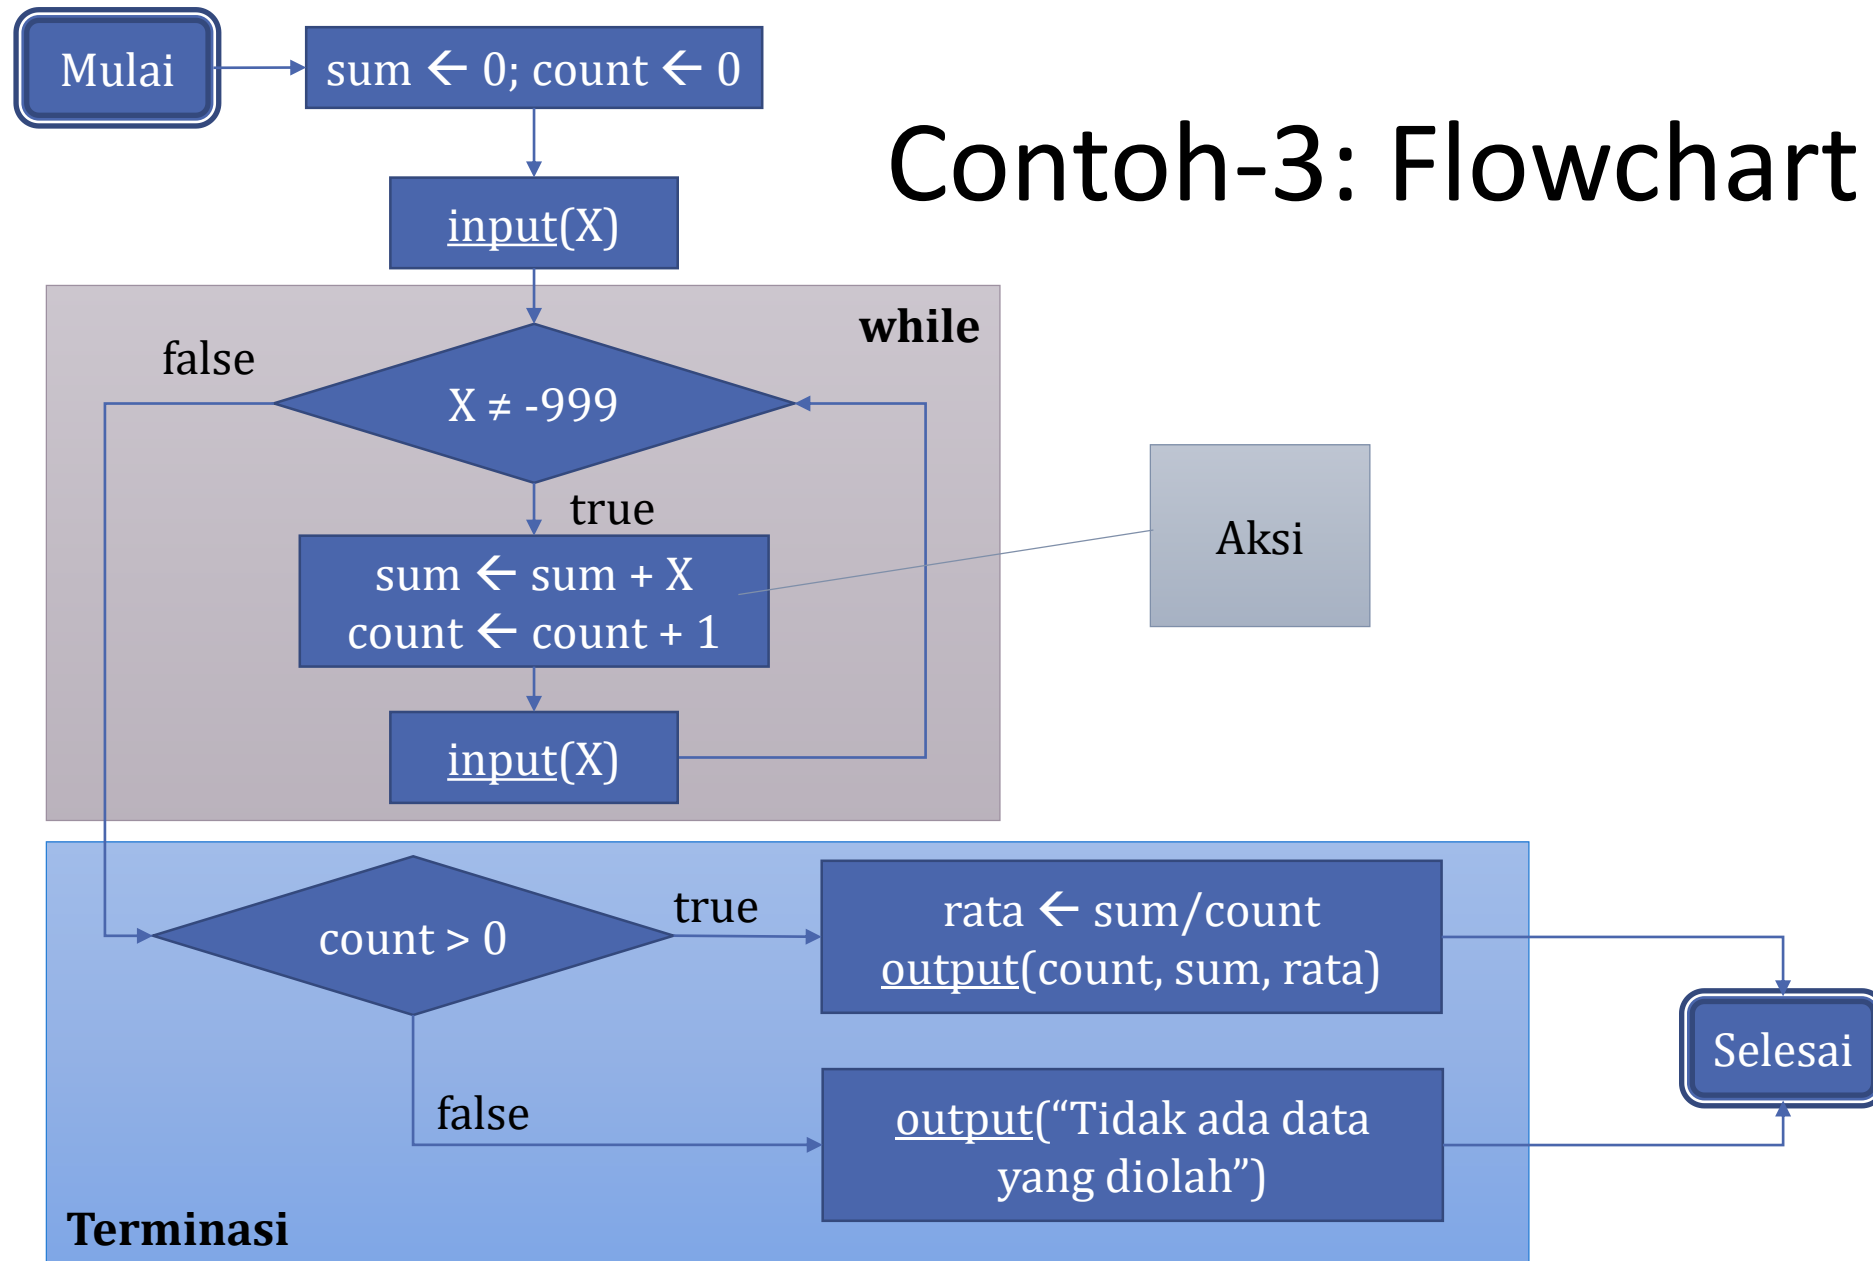 Mulai
sum ← 0; count ← 0
Contoh-3: Flowchart
input(X)
while
false
X ≠ -999
true
sum ← sum + X
count ← count + 1
Aksi
input(X)
count > 0
true
rata ← sum/count
output(count, sum, rata)
Selesai
false
output(“Tidak ada data
yang diolah”)
Terminasi